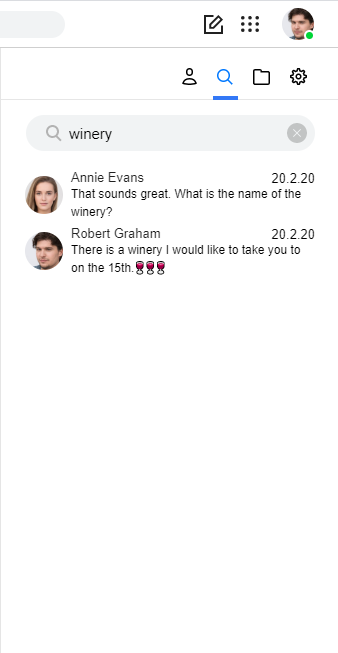 winery
Annie Evans 20.2.20
That sounds great. What is the name of the
winery?
Robert Graham 20.2.20
There is a winery I would like to take you to
on the 15th.🍷🍷🍷